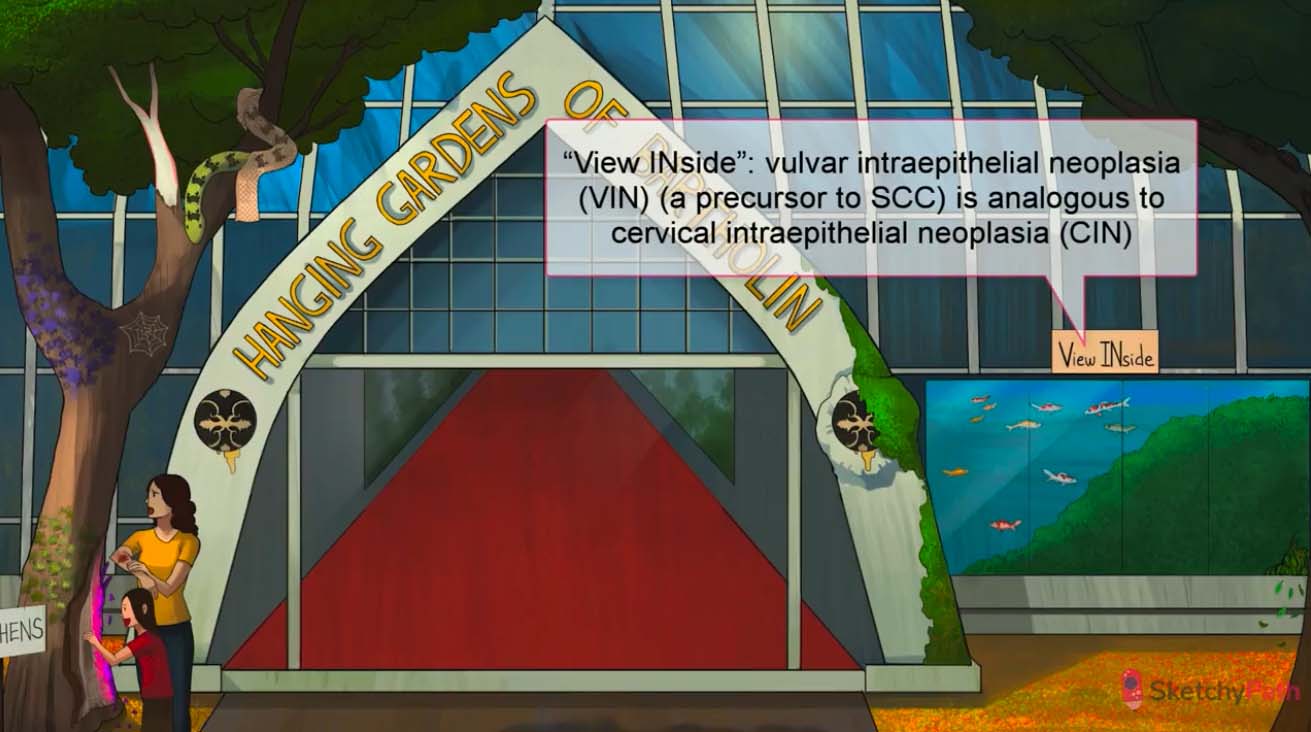 HANGING GARDENS OF BARTHOLIN
“View INside”: vulvar intraepithelial neoplasia
(VIN) (a precursor to SCC) is analogous to
cervical intraepithelial neoplasia (CIN)
View INside
HENS
SketchyPath